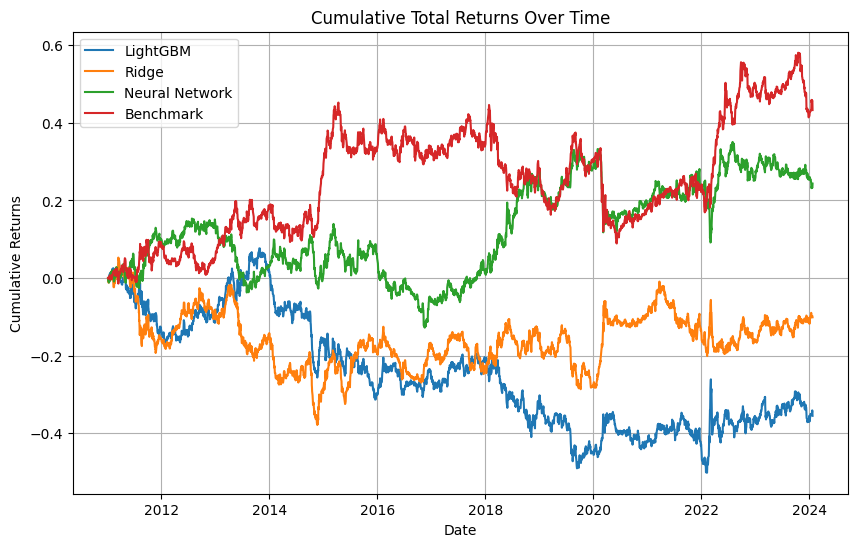 Cumulative Total Returns Over Time
LightGBM
Ridge
Neural Network
Benchmark
Cumulative Returns
0.6
0.4
0.2
0.0
−0.2
−0.4
2012
2014
2016
2018
2020
2022
2024
Date